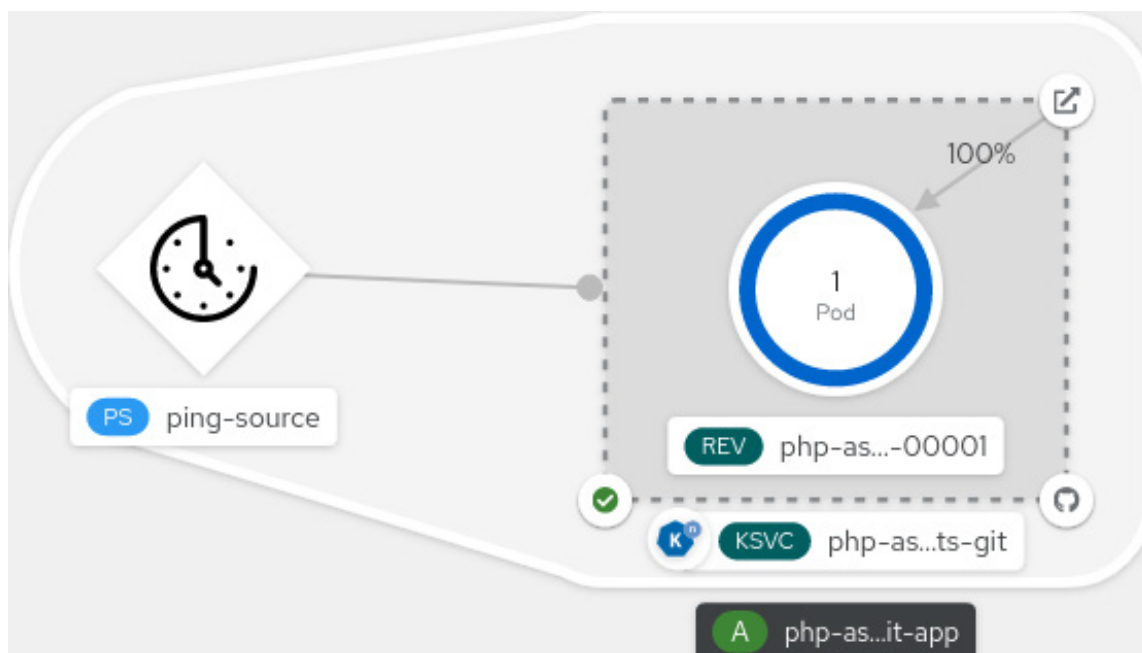 100%
1
Pod
PS ping-source
REV php-as...-00001
K n KSVC php-as...ts-git
A php-as...it-app